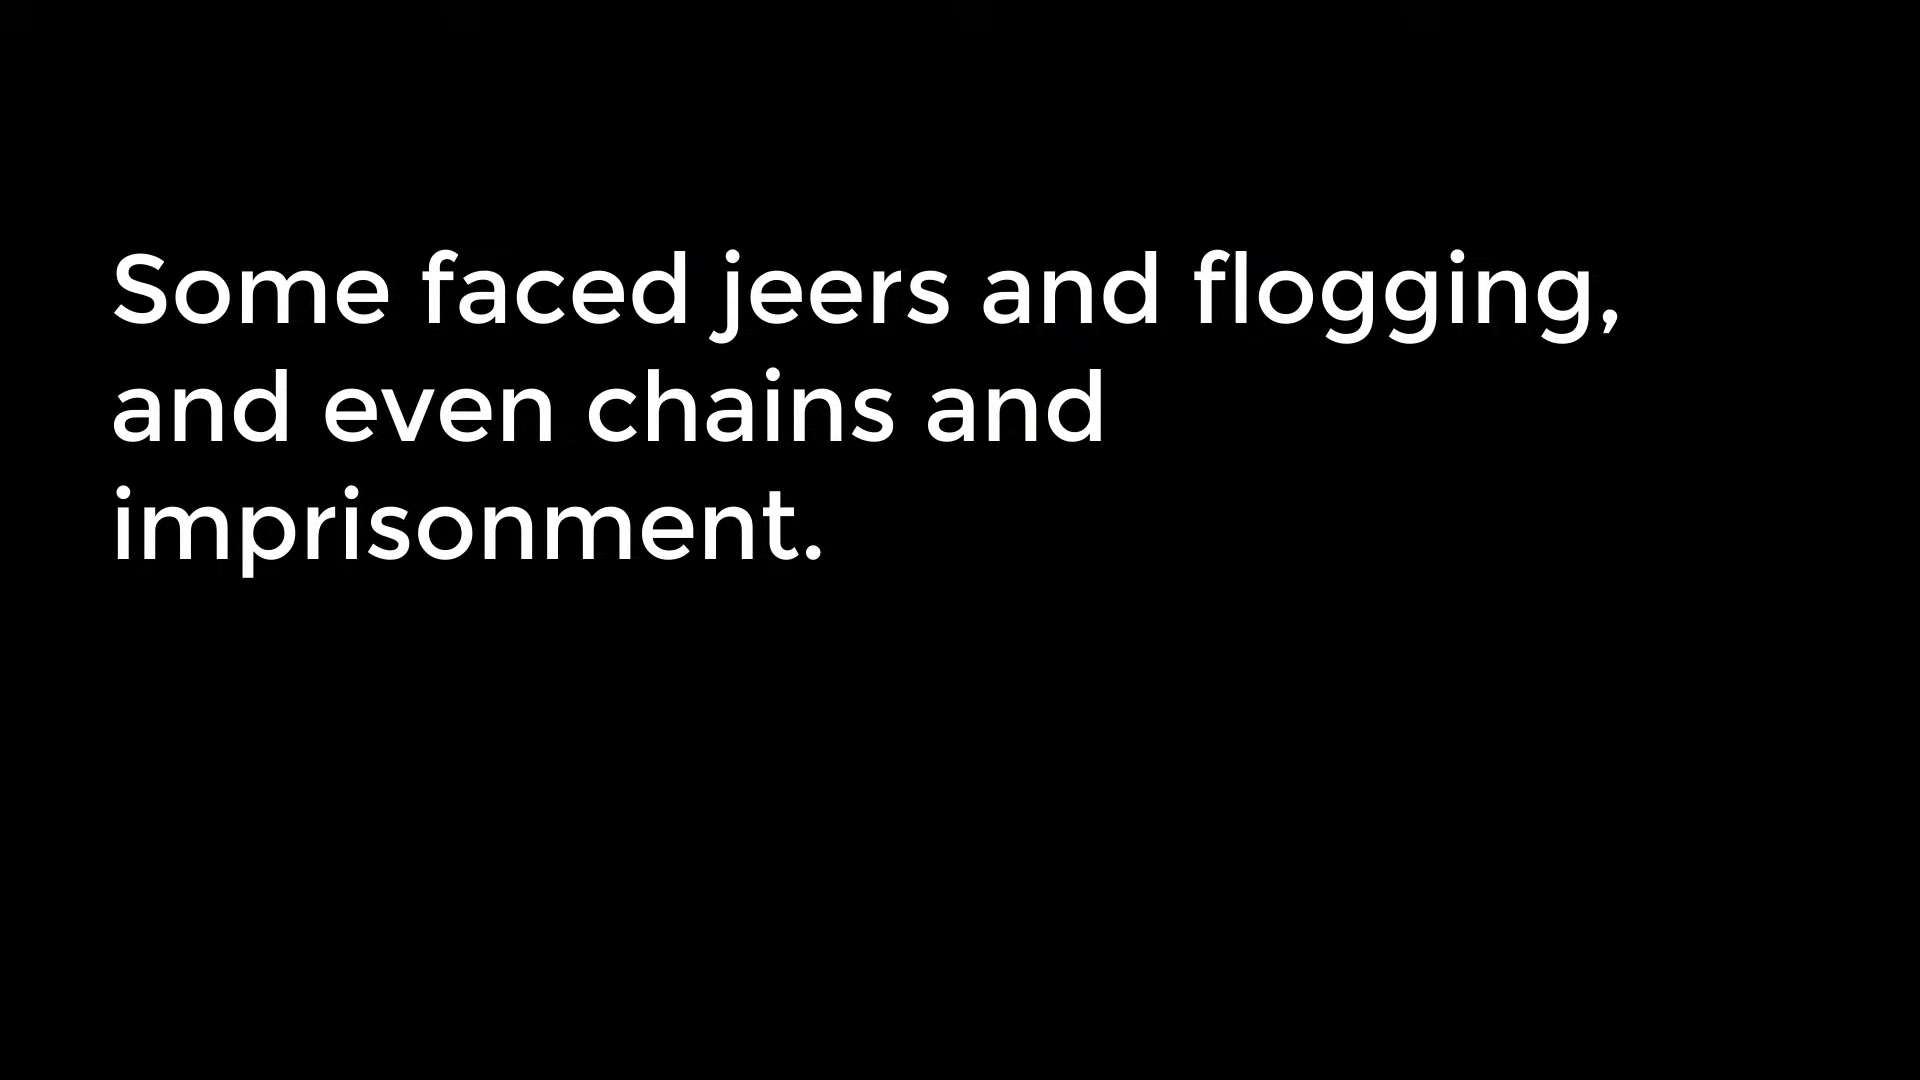 Some faced jeers and flogging,
and even chains and
imprisonment.